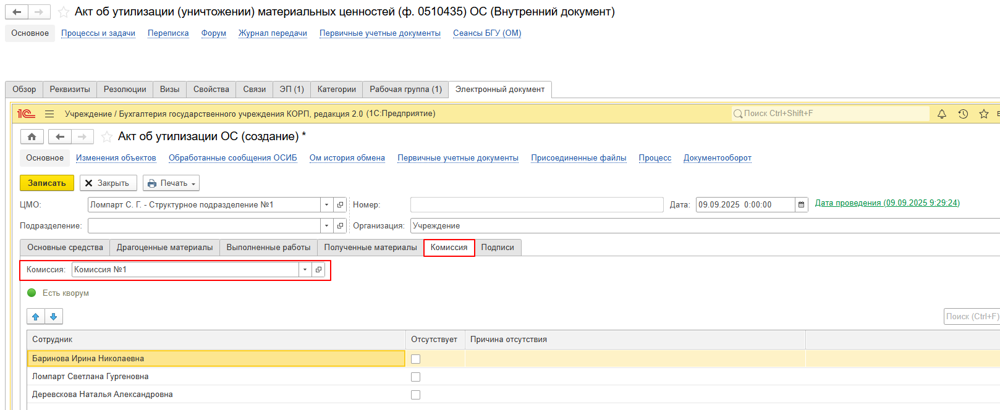 Акт об утилизации (уничтожении) материальных ценностей (ф. 0510435) ОС (Внутренний документ)
Основное Процессы и задачи Переписка Форум Журнал передачи Первичные учетные документы Сеансы БГУ (ОМ)
Обзор Реквизиты Резолюции Визы Свойства Связи ЭП (1) Категории Рабочая группа (1) Электронный документ
1С Учреждение / Бухгалтерия государственного учреждения КОРП, редакция 2.0 (1С:Предприятие) Поиск Ctrl+Shift+F
Акт об утилизации ОС (создание) *
Основное Изменения объектов Обработанные сообщения ОСИБ Ом история обмена Первичные учетные документы Присоединенные файлы Процесс Документооборот
Записать Закрыть Печать
ЦМО: Ломпарт С. Г. - Структурное подразделение №1 Номер: Дата: 09.09.2025 0:00:00 Дата проведения (09.09.2025 9:29:24)
Подразделение: Организация: Учреждение
Основные средства Драгоценные материалы Выполненные работы Полученные материалы Комиссия Подписи
Комиссия: Комиссия №1
Есть кворум
Поиск (Ctrl+F)
Сотрудник Отсутствует Причина отсутствия
Баринова Ирина Николаевна
Ломпарт Светлана Гургеновна
Деревскова Наталья Александровна